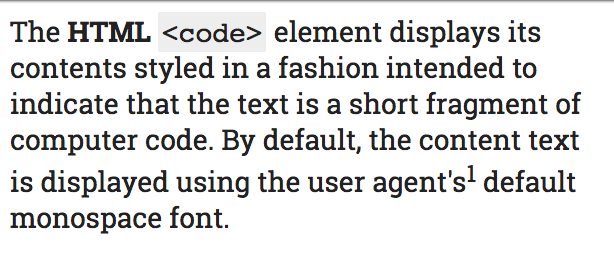 The HTML <code> element displays its
contents styled in a fashion intended to
indicate that the text is a short fragment of
computer code. By default, the content text
is displayed using the user agent's1 default
monospace font.